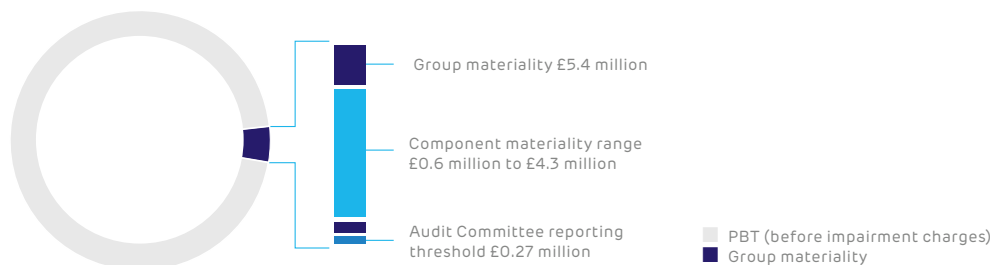 Group materiality £5.4 million
Component materiality range
£0.6 million to £4.3 million
Audit Committee reporting
threshold £0.27 million
PBT (before impairment charges)
Group materiality